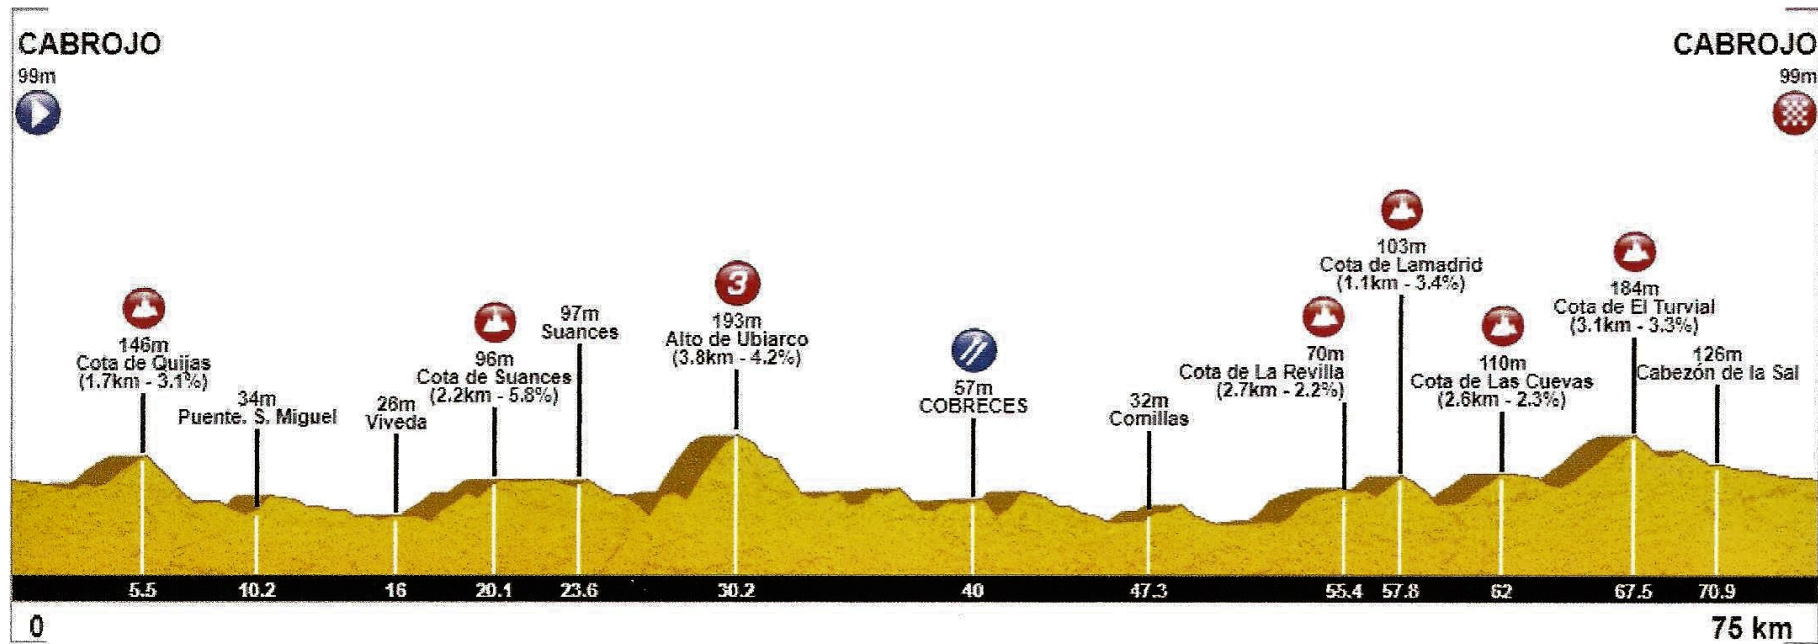 CABROJO
99m
CABROJO
99m
146m
Cota de Quijas
(1.7km - 3.1%)
34m
Puente. S. Miguel
26m
Viveda
96m
Cota de Suances
(2.2km - 5.8%)
97m
Suances
3
193m
Alto de Ubiarco
(3.8km - 4.2%)
57m
COBRECES
32m
Comillas
70m
Cota de La Revilla
(2.7km - 2.2%)
103m
Cota de Lamadrid
(1.1km - 3.4%)
110m
Cota de Las Cuevas
(2.6km - 2.3%)
184m
Cota de El Turvial
(3.1km - 3.3%)
126m
Cabezón de la Sal
5.5 10.2 16 20.1 23.6 30.2 40 47.3 55.4 57.8 62 67.5 70.9
0 75 km